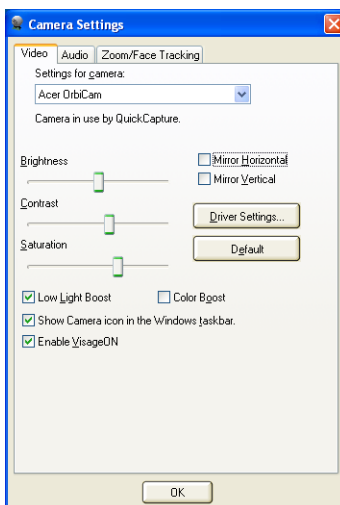 Camera Settings
Video Audio Zoom/Face Tracking
Settings for camera:
Acer OrbiCam
Camera in use by QuickCapture.
Brightness
Mirror Horizontal
Mirror Vertical
Contrast
Driver Settings...
Saturation
Default
Low Light Boost Color Boost
Show Camera icon in the Windows taskbar.
Enable VisageON
OK